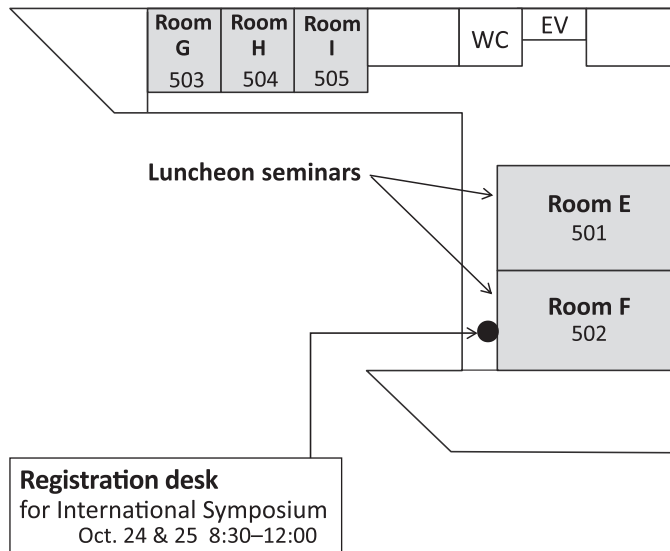 Room
G
503
Room
H
504
Room
I
505
WC
EV
Luncheon seminars
Room E
501
Room F
502
Registration desk
for International Symposium
Oct. 24 & 25 8:30–12:00